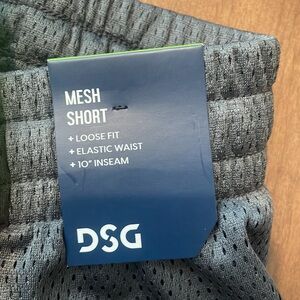 MESH
SHORT
+ LOOSE FIT
+ ELASTIC WAIST
+ 10" INSEAM
DSG